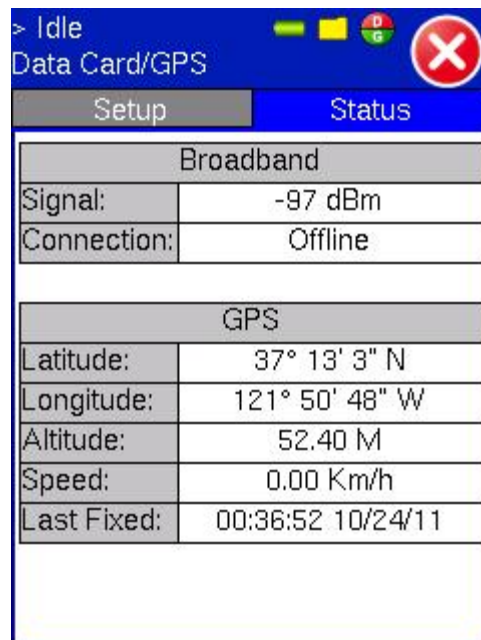 > Idle
D
G
Data Card/GPS
Setup Status
Broadband
Signal: -97 dBm
Connection: Offline
GPS
Latitude: 37° 13' 3" N
Longitude: 121° 50' 48" W
Altitude: 52.40 M
Speed: 0.00 Km/h
Last Fixed: 00:36:52 10/24/11